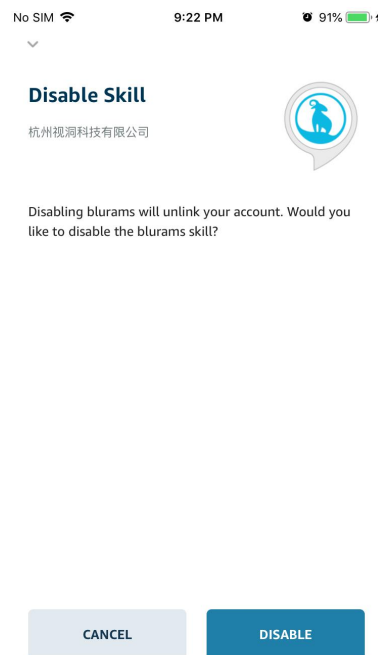 No SIM 9:22 PM 91%
Disable Skill
杭州视洞科技有限公司
Disabling blurams will unlink your account. Would you
like to disable the blurams skill?
CANCEL DISABLE